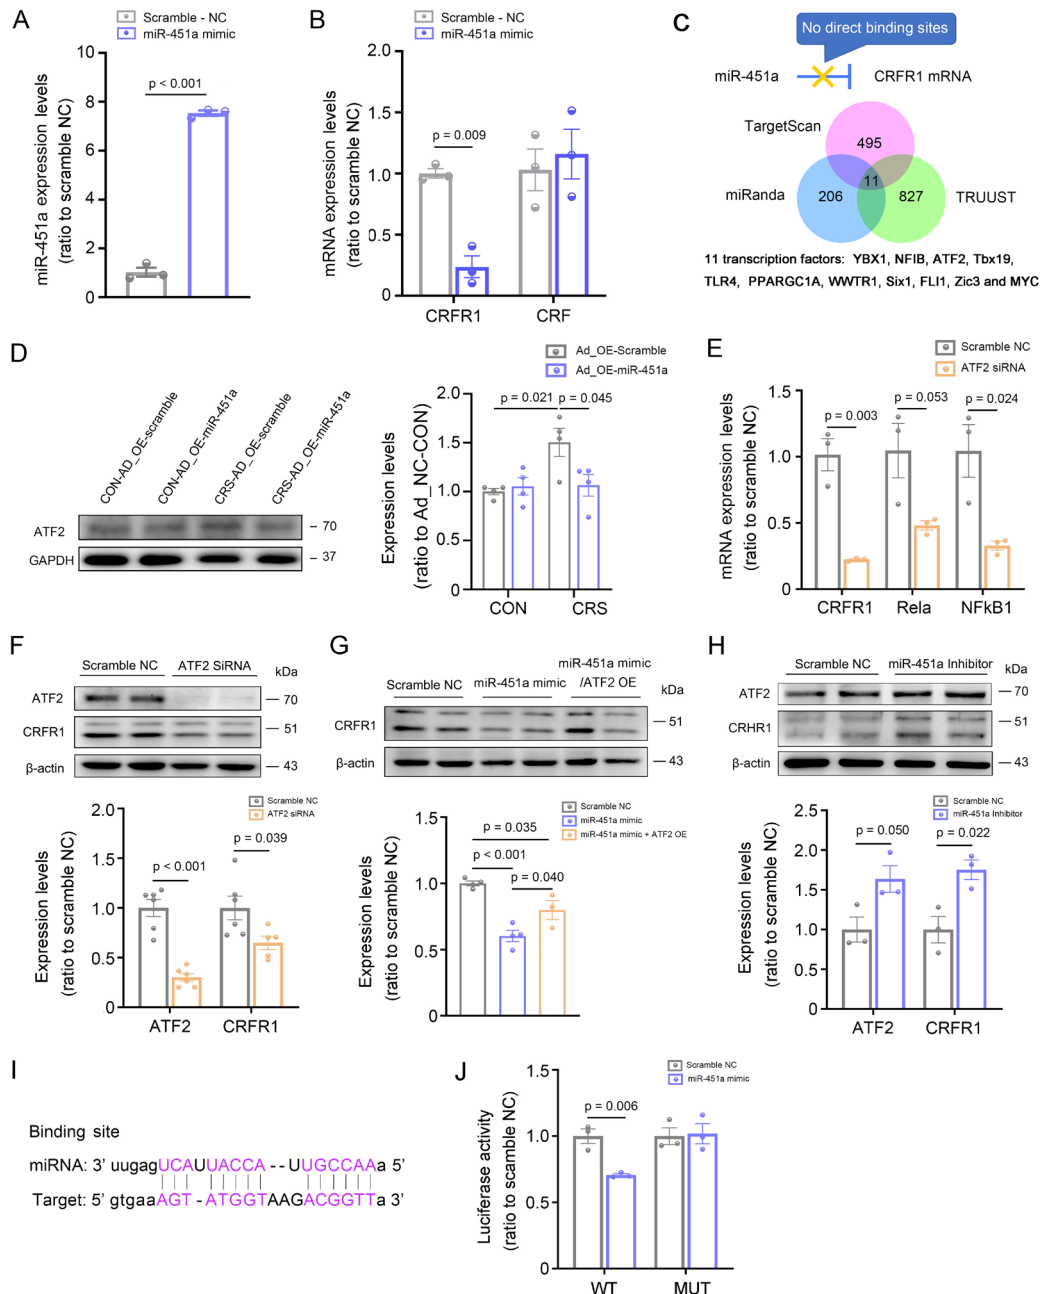 A
Scramble - NC
miR-451a mimic
miR-451a expression levels
(ratio to scramble NC)
10
8
6
4
2
0
p < 0.001
B
Scramble - NC
miR-451a mimic
mRNA expression levels
(ratio to scramble NC)
2.0
1.5
1.0
0.5
0
p = 0.009
CRFR1
CRF
C
No direct binding sites
miR-451a
CRFR1 mRNA
TargetScan
495
miRanda
206
11
827
TRUUST
11 transcription factors: YBX1, NFIB, ATF2, Tbx19,
TLR4, PPARGC1A, WWTR1, Six1, FLI1, Zic3 and MYC
D
CON-AD_OE-scramble
CON-AD_OE-miR-451a
CRS-AD_OE-scramble
CRS-AD_OE-miR-451a
ATF2
– 70
GAPDH
– 37
Ad_OE-Scramble
Ad_OE-miR-451a
Expression levels
(ratio to Ad_NC-CON)
2.0
1.5
1.0
0.5
0
p = 0.021
p = 0.045
CON
CRS
E
Scramble NC
ATF2 siRNA
mRNA expression levels
(ratio to scramble NC)
1.5
1.0
0.5
0
p = 0.003
p = 0.053
p = 0.024
CRFR1
Rela
NFkB1
F
Scramble NC
ATF2 SiRNA
kDa
ATF2
— 70
CRFR1
— 51
β-actin
— 43
Scramble NC
ATF2 siRNA
Expression levels
(ratio to scramble NC)
2.0
1.5
1.0
0.5
0
p < 0.001
p = 0.039
ATF2
CRFR1
G
Scramble NC
miR-451a mimic
miR-451a mimic
/ATF2 OE
kDa
CRFR1
— 51
β-actin
— 43
Scramble NC
miR-451a mimic
miR-451a mimic + ATF2 OE
Expression levels
(ratio to scramble NC)
1.5
1.0
0.5
0
p = 0.035
p < 0.001
p = 0.040
H
Scramble NC
miR-451a Inhibitor
kDa
ATF2
— 70
CRHR1
— 51
β-actin
— 43
Scramble NC
miR-451a Inhibitor
Expression levels
(ratio to scramble NC)
2.5
2.0
1.5
1.0
0.5
0
p = 0.050
p = 0.022
ATF2
CRFR1
I
Binding site
miRNA: 3' uugagUCAUUACCA--UUGCCAAa 5'
Target: 5' gtgaaAGT-ATGGTAAGACGGTTa 3'
J
Scramble NC
miR-451a mimic
Luciferase activity
(ratio to scamble NC)
1.5
1.0
0.5
0
p = 0.006
WT
MUT